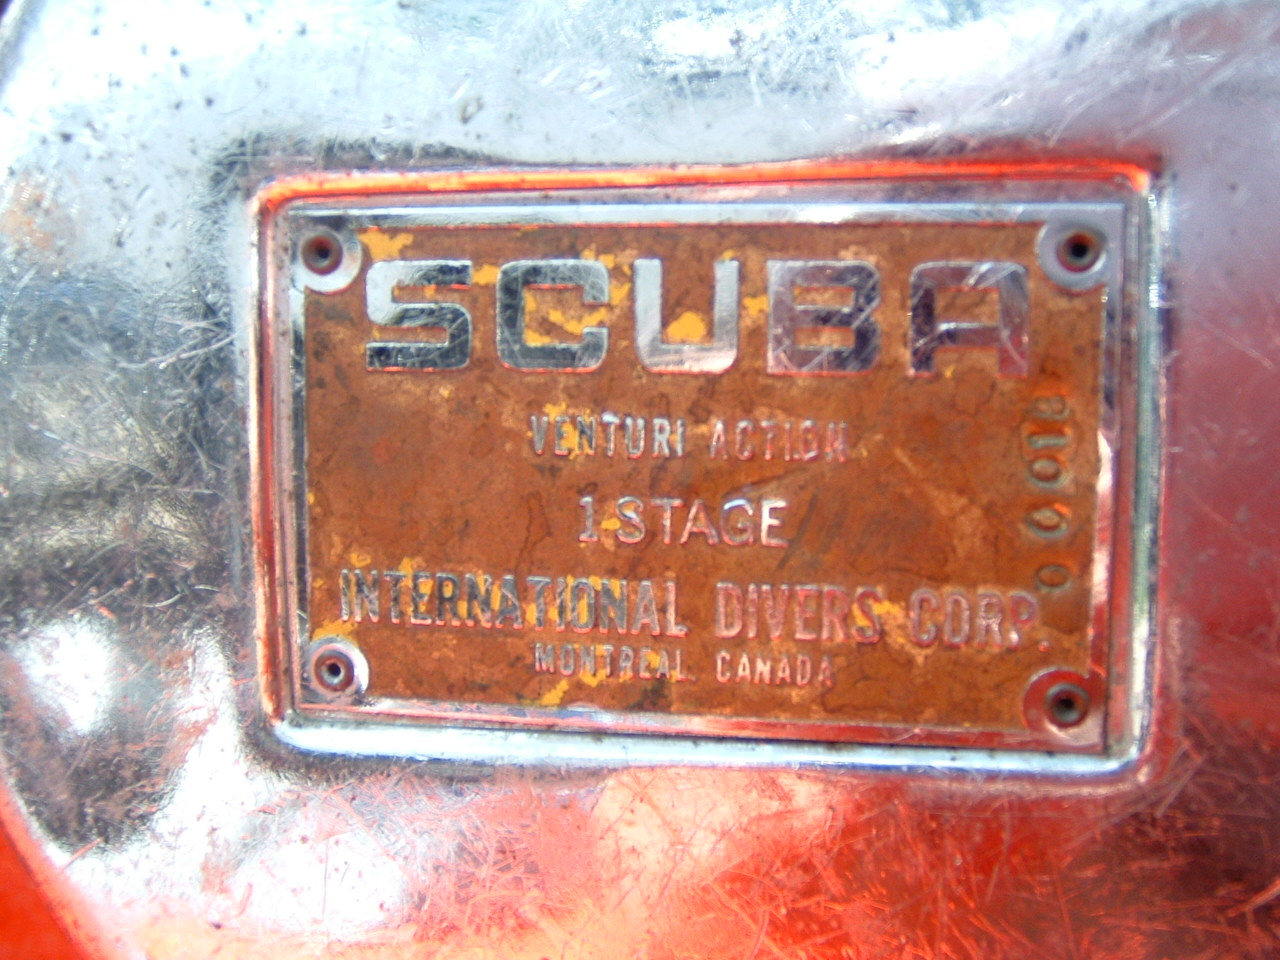 SCUBA
VENTURI ACTION
1 STAGE
INTERNATIONAL DIVERS CORP.
MONTREAL CANADA